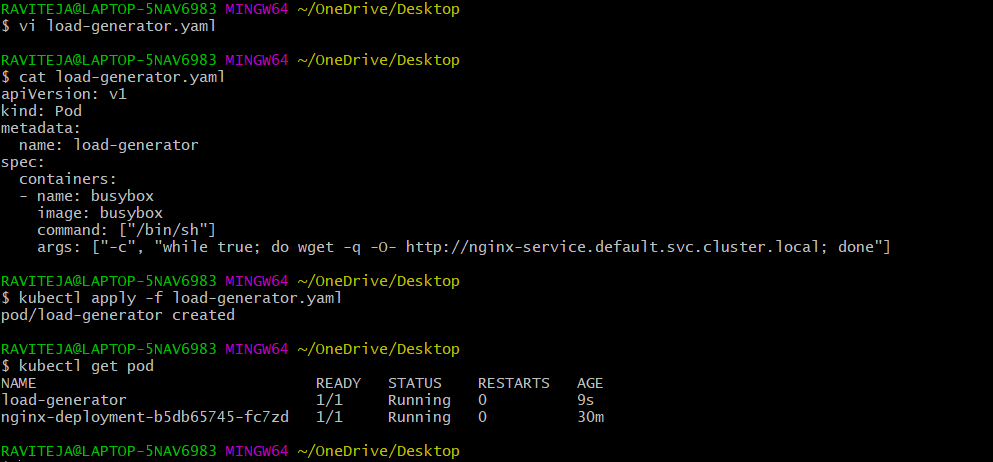 RAVITEJA@LAPTOP-5NAV6983 MINGW64 ~/OneDrive/Desktop
$ vi load-generator.yaml
RAVITEJA@LAPTOP-5NAV6983 MINGW64 ~/OneDrive/Desktop
$ cat load-generator.yaml
apiVersion: v1
kind: Pod
metadata:
  name: load-generator
spec:
  containers:
  - name: busybox
    image: busybox
    command: ["/bin/sh"]
    args: ["-c", "while true; do wget -q -O- http://nginx-service.default.svc.cluster.local; done"]
RAVITEJA@LAPTOP-5NAV6983 MINGW64 ~/OneDrive/Desktop
$ kubectl apply -f load-generator.yaml
pod/load-generator created
RAVITEJA@LAPTOP-5NAV6983 MINGW64 ~/OneDrive/Desktop
$ kubectl get pod
NAME                               READY   STATUS    RESTARTS   AGE
load-generator                     1/1     Running   0          9s
nginx-deployment-b5db65745-fc7zd   1/1     Running   0          30m
RAVITEJA@LAPTOP-5NAV6983 MINGW64 ~/OneDrive/Desktop